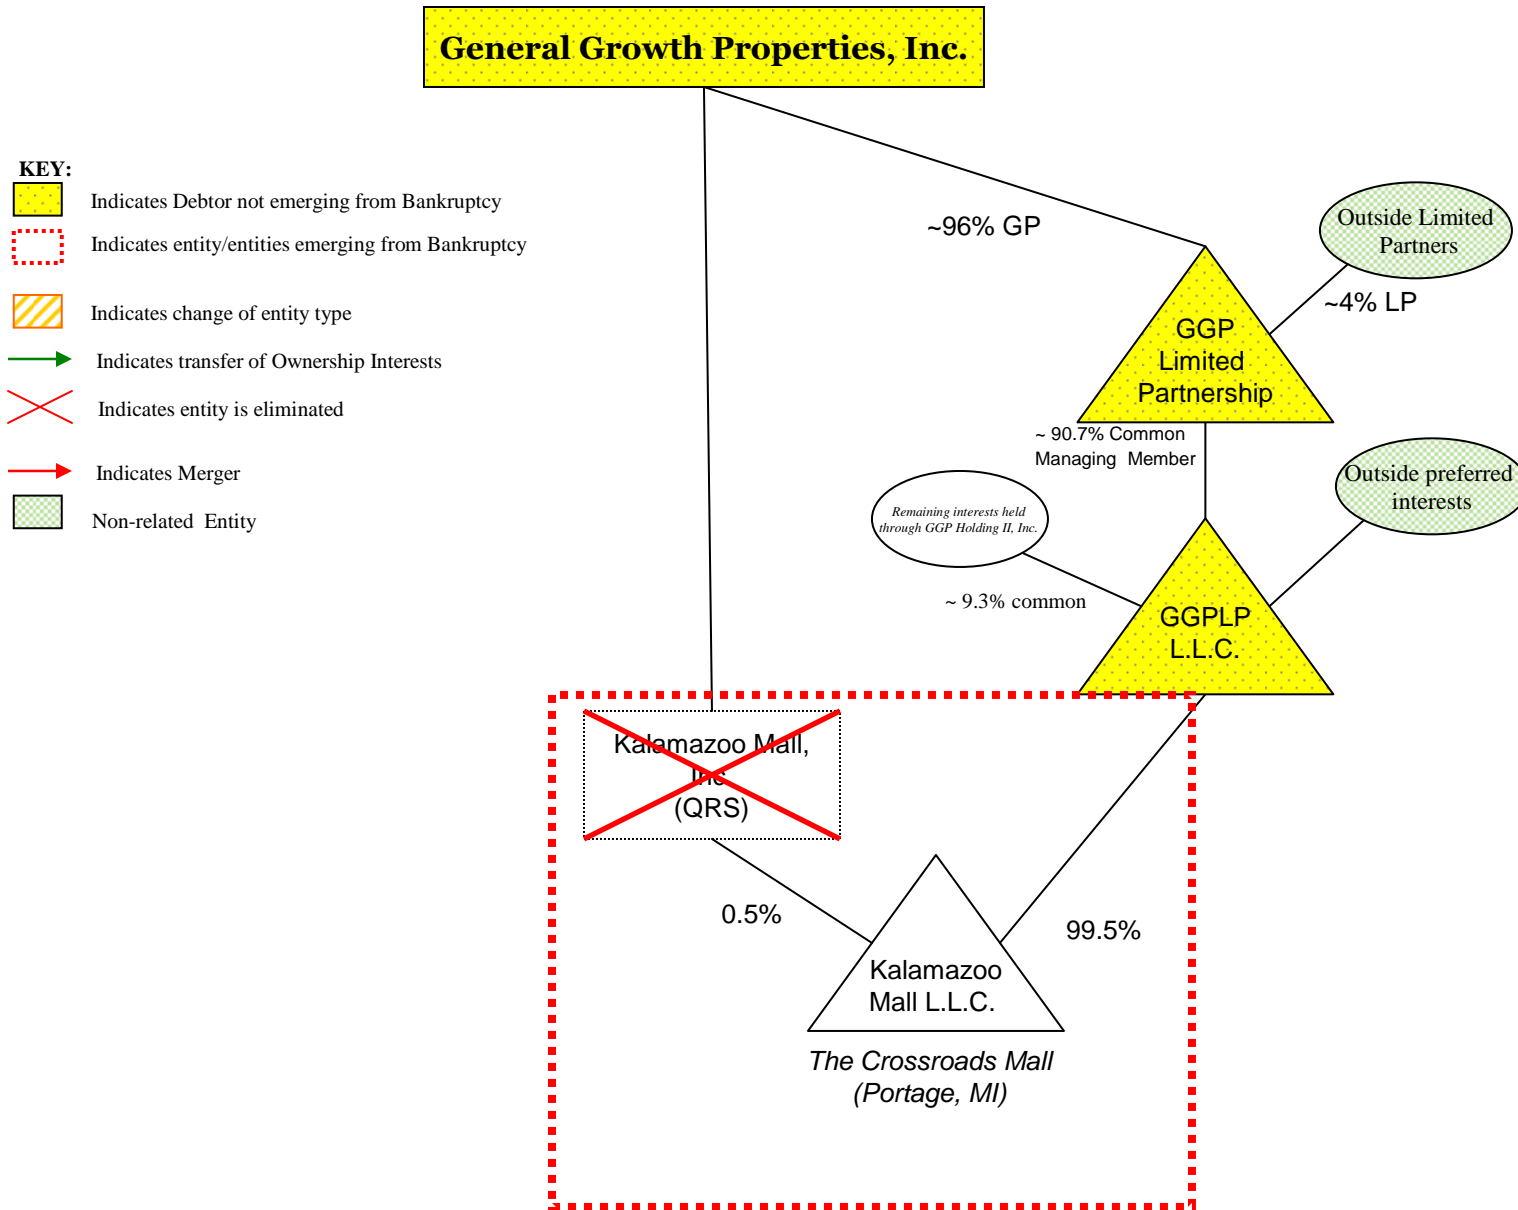 General Growth Properties, Inc.
KEY:
Indicates Debtor not emerging from Bankruptcy
Indicates entity/entities emerging from Bankruptcy
Indicates change of entity type
Indicates transfer of Ownership Interests
Indicates entity is eliminated
Indicates Merger
Non-related Entity
~96% GP
Outside Limited
Partners
~4% LP
GGP
Limited
Partnership
~ 90.7% Common
Managing Member
Outside preferred
interests
Remaining interests held
through GGP Holding II, Inc.
~ 9.3% common
GGPLP
L.L.C.
Kalamazoo Mall,
Inc
(QRS)
0.5%
99.5%
Kalamazoo
Mall L.L.C.
The Crossroads Mall
(Portage, MI)